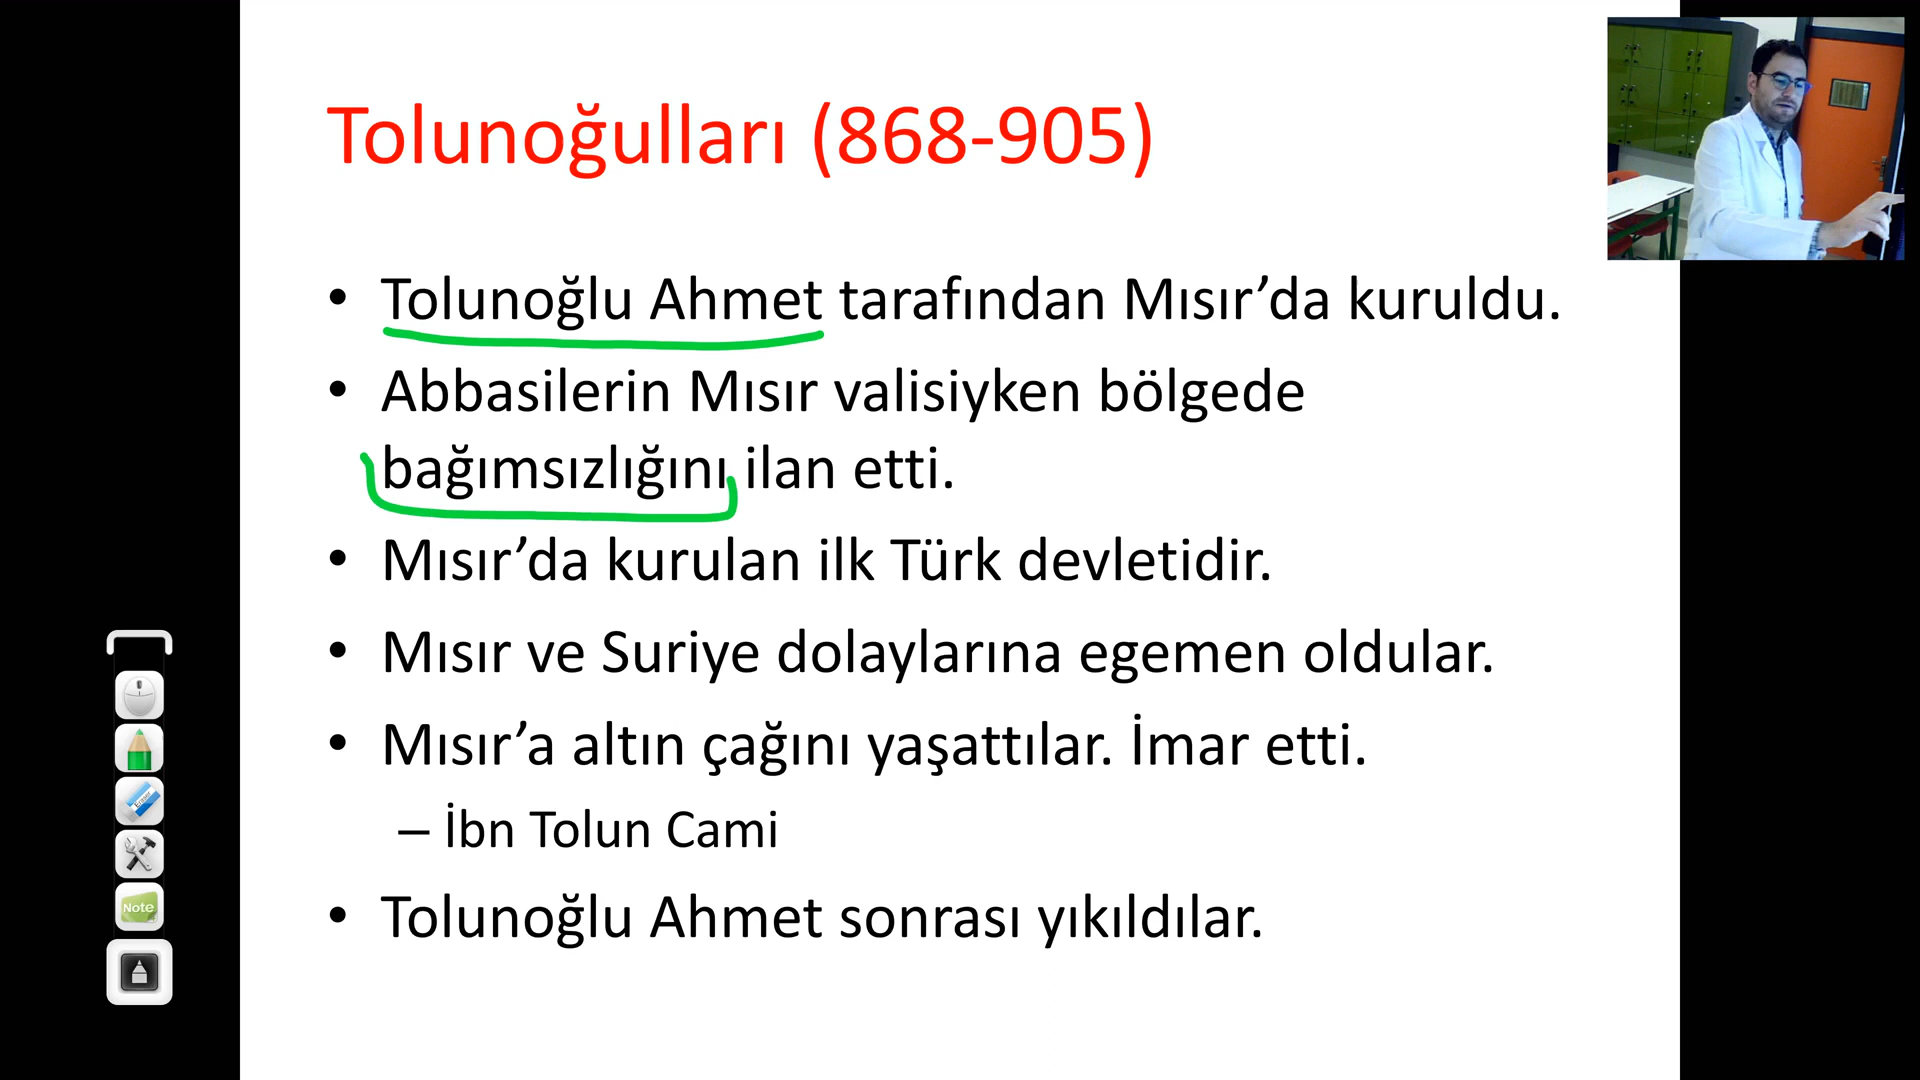 Tolunoğulları (868-905)
• Tolunoğlu Ahmet tarafından Mısır’da kuruldu.
• Abbasilerin Mısır valisiyken bölgede
bağımsızlığını ilan etti.
• Mısır’da kurulan ilk Türk devletidir.
• Mısır ve Suriye dolaylarına egemen oldular.
• Mısır’a altın çağını yaşattılar. İmar etti.
– İbn Tolun Cami
• Tolunoğlu Ahmet sonrası yıkıldılar.
Note